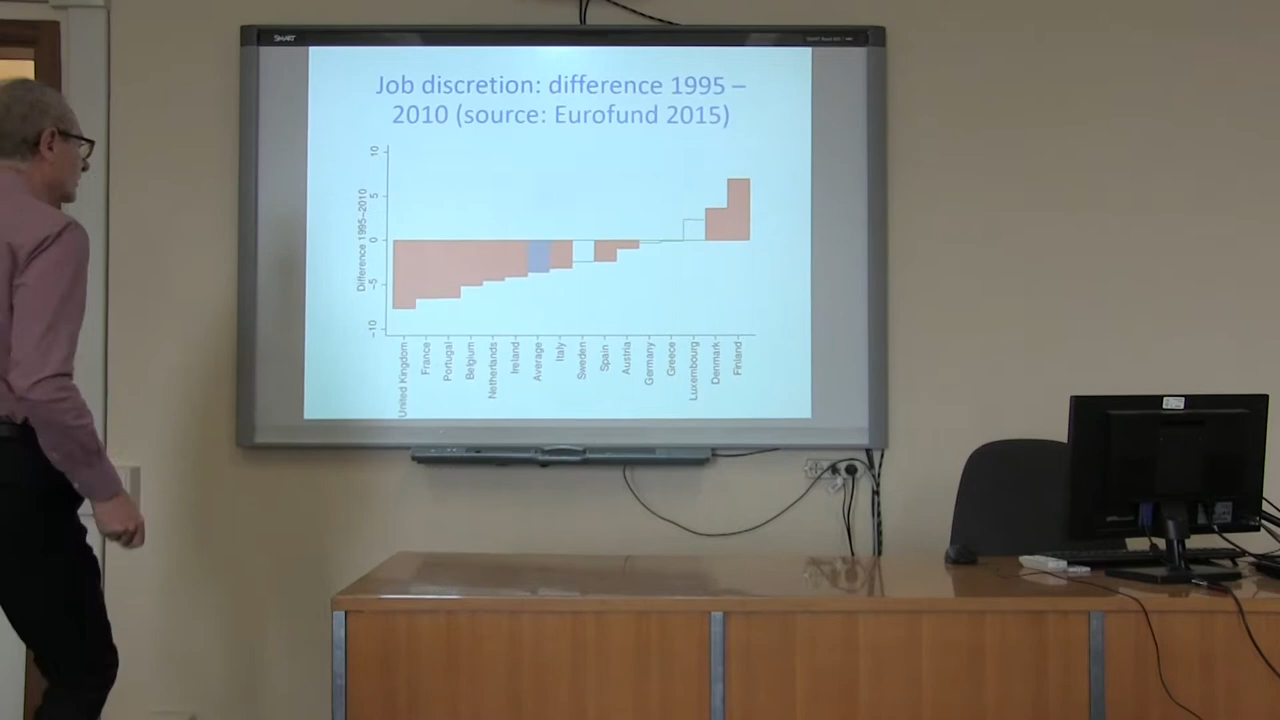 SMART
Job discretion: difference 1995 –
2010 (source: Eurofund 2015)
Difference 1995–2010
10
5
0
−5
−10
United Kingdom
France
Portugal
Belgium
Netherlands
Ireland
Average
Italy
Sweden
Spain
Austria
Germany
Greece
Luxembourg
Denmark
Finland